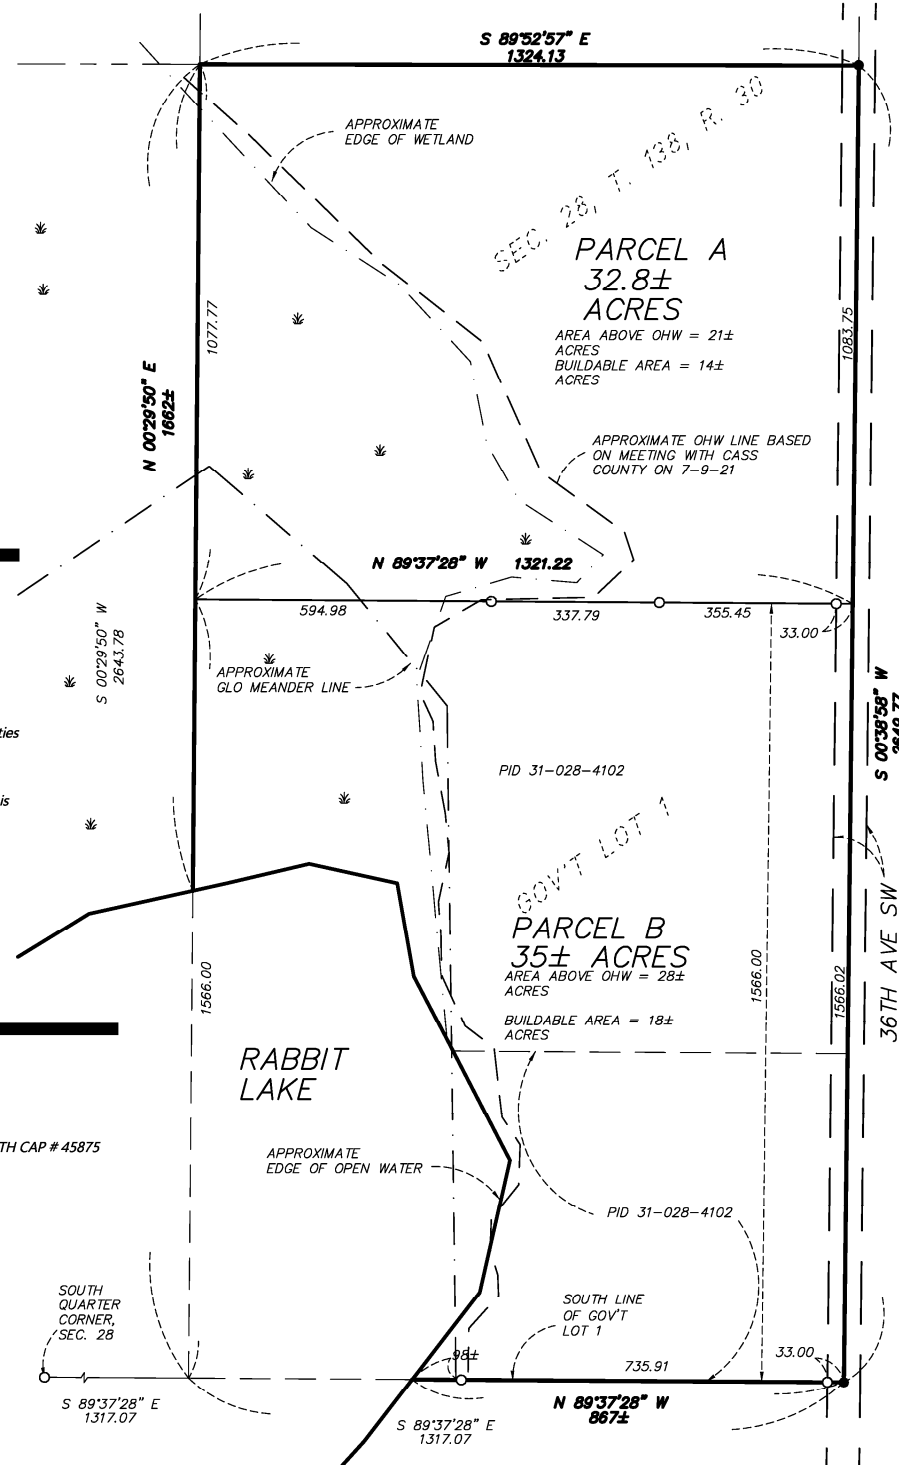 S 89°52'57" E
1324.13
APPROXIMATE
EDGE OF WETLAND
SEC. 28, T. 138, R. 30
PARCEL A
32.8±
ACRES
AREA ABOVE OHW = 21±
ACRES
BUILDABLE AREA = 14±
ACRES
1077.77
1083.75
N 00°29'50" E
1662±
APPROXIMATE OHW LINE BASED
ON MEETING WITH CASS
COUNTY ON 7-9-21
N 89°37'28" W 1321.22
594.98
337.79
355.45
33.00
S 00°29'50" W
2643.78
APPROXIMATE
GLO MEANDER LINE
S 00°38'58" W
ties
PID 31-028-4102
is
GOV'T LOT 1
36TH AVE SW
PARCEL B
35± ACRES
AREA ABOVE OHW = 28±
ACRES
BUILDABLE AREA = 18±
ACRES
1566.00
1566.00
1566.02
RABBIT
LAKE
TH CAP # 45875
APPROXIMATE
EDGE OF OPEN WATER
PID 31-028-4102
SOUTH
QUARTER
CORNER,
SEC. 28
SOUTH LINE
OF GOV'T
LOT 1
98±
735.91
33.00
S 89°37'28" E
1317.07
N 89°37'28" W
867±
S 89°37'28" E
1317.07